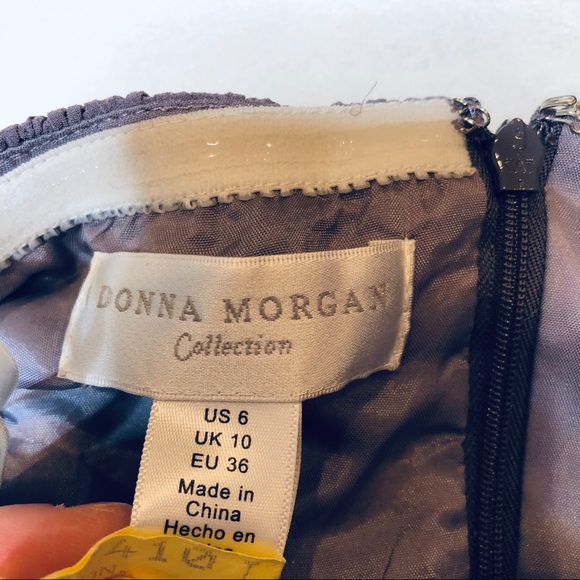 DONNA MORGAN
Collection
US 6
UK 10
EU 36
Made in
China
Hecho en